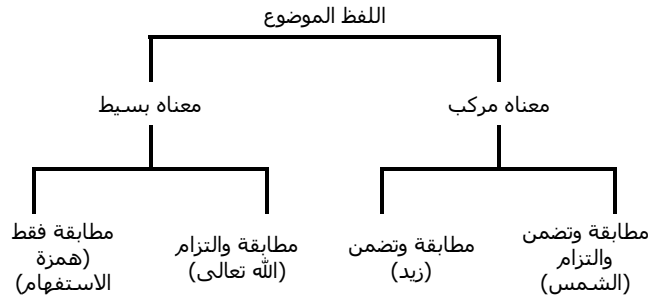 اللفظ الموضوع
معناه مركب
معناه بسيط
مطابقة وتضمن
والتزام
(الشمس)
مطابقة وتضمن
(زيد)
مطابقة والتزام
(الله تعالى)
مطابقة فقط
(همزة
الاستفهام)